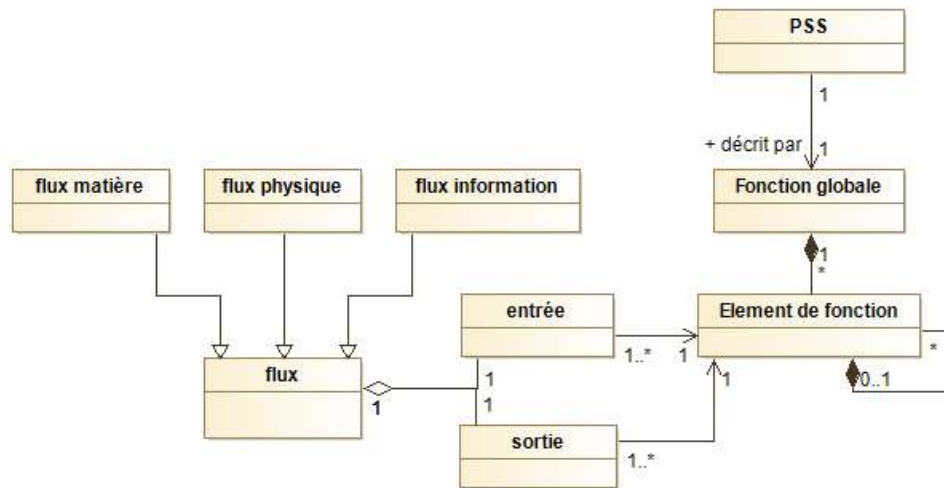 PSS
1
+ décrit par
1
flux matière
flux physique
flux information
Fonction globale
1
*
entrée
Element de fonction
1..*
1
*
flux
1
1
1
1
0..1
sortie
1..*